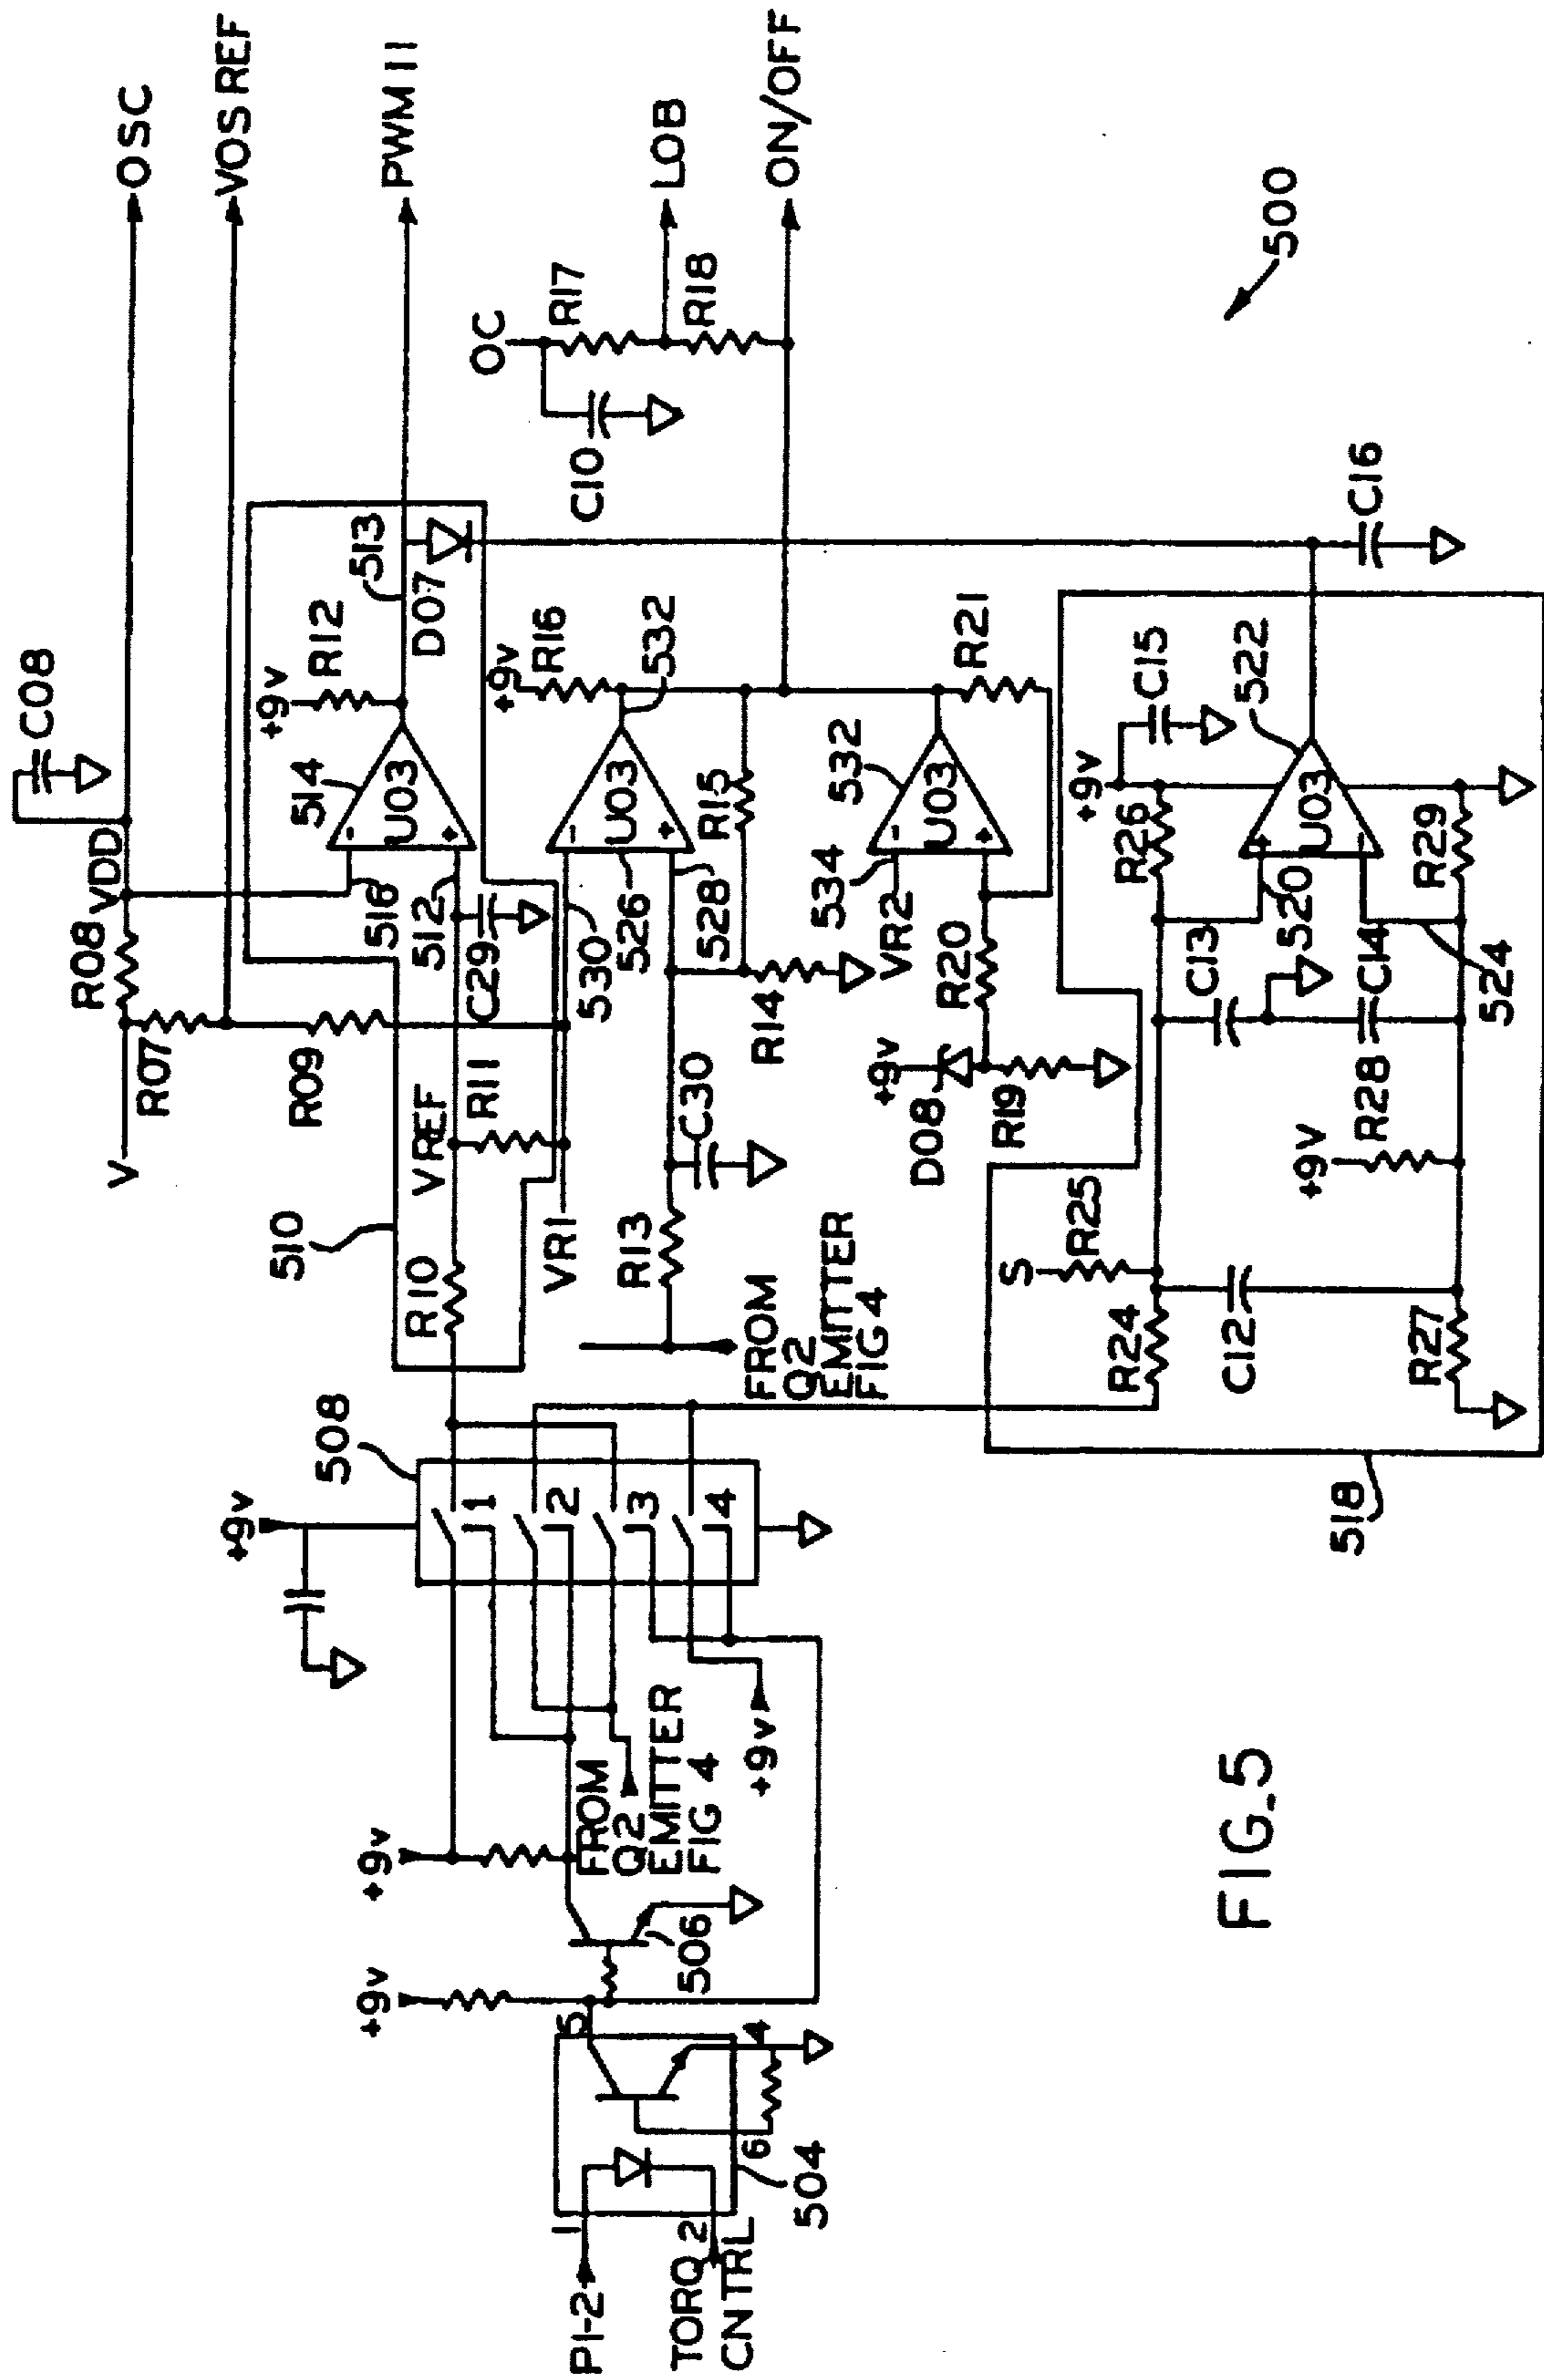 C08
OSC
VDD
R08
V
R07
VOS REF
+9v
R12
514
516
U03
-
+
513
PWM 11
D07
R09
512
C29
VREF
R11
510
R10
VR1
+9v
R16
530
526
U03
-
+
532
528
R15
R14
C30
R13
FROM
Q2
EMITTER
FIG 4
OC
R17
C10
LOB
R18
ON/OFF
VR2
534
532
U03
-
+
R21
R20
+9v
D08
R19
+9v
508
1
2
3
4
+9v
FROM
Q2
EMITTER
FIG 4
+9v
506
+9v
5
4
6
1
P1-2
2
TORQ
CNTRL
504
S
R25
R24
C12
R27
+9v
R28
C13
520
C14
524
+9v
R26
C15
U03
+
-
522
R29
C16
518
500
FIG. 5